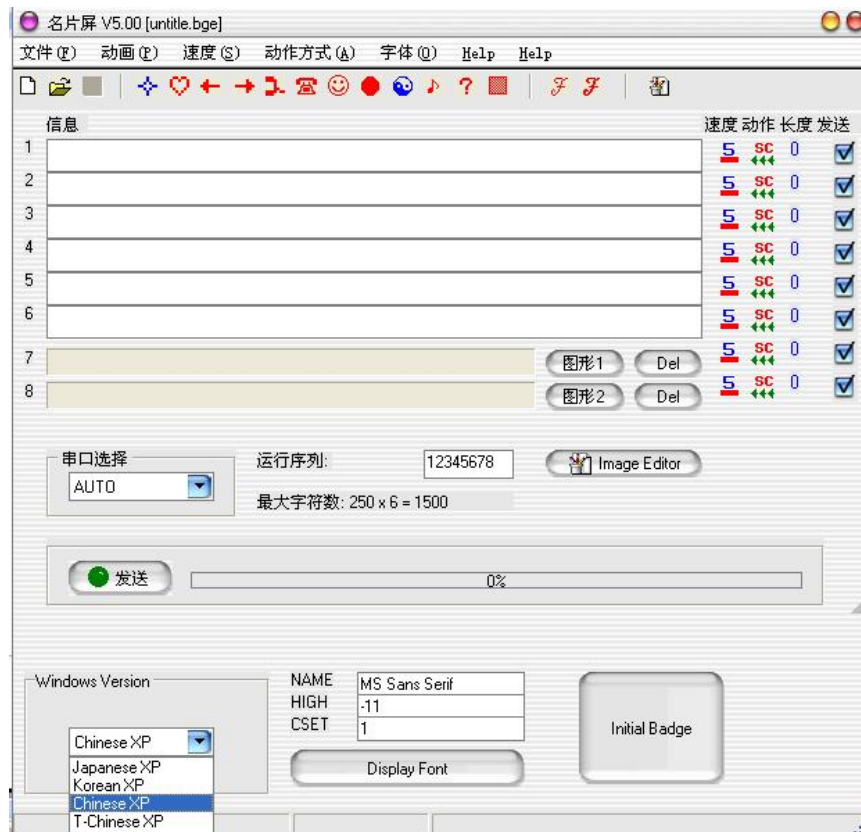 名片屏 V5.00 [untitle.bge]
文件(F) 动画(P) 速度(S) 动作方式(A) 字体(Q) Help Help
信息 速度 动作 长度 发送
1 5 SC 0
2 5 SC 0
3 5 SC 0
4 5 SC 0
5 5 SC 0
6 5 SC 0
7 图形1 Del 5 SC 0
8 图形2 Del 5 SC 0
串口选择 运行序列: 12345678 Image Editor
AUTO
最大字符数: 250 x 6 = 1500
发送 0%
Windows Version NAME MS Sans Serif
HIGH -11
CSET 1
Chinese XP Initial Badge
Japanese XP Display Font
Korean XP
Chinese XP
T-Chinese XP